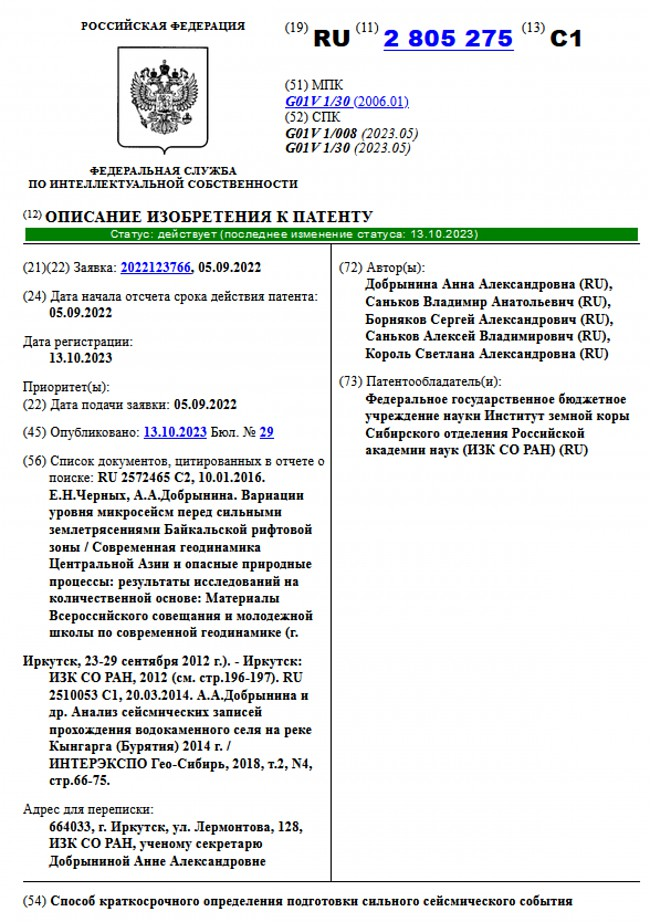 РОССИЙСКАЯ ФЕДЕРАЦИЯ
ФЕДЕРАЛЬНАЯ СЛУЖБА
ПО ИНТЕЛЛЕКТУАЛЬНОЙ СОБСТВЕННОСТИ
(19) RU (11) 2 805 275 (13) C1
(51) МПК
G01V 1/30 (2006.01)
(52) СПК
G01V 1/008 (2023.05)
G01V 1/30 (2023.05)
(12) ОПИСАНИЕ ИЗОБРЕТЕНИЯ К ПАТЕНТУ
Статус: действует (последнее изменение статуса: 13.10.2023)
(21)(22) Заявка: 2022123766, 05.09.2022
(24) Дата начала отсчета срока действия патента:
05.09.2022
Дата регистрации:
13.10.2023
Приоритет(ы):
(22) Дата подачи заявки: 05.09.2022
(45) Опубликовано: 13.10.2023 Бюл. № 29
(56) Список документов, цитированных в отчете о
поиске: RU 2572465 C2, 10.01.2016.
Е.Н.Черных, А.А.Добрынина. Вариации
уровня микросейсм перед сильными
землетрясениями Байкальской рифтовой
зоны / Современная геодинамика
Центральной Азии и опасные природные
процессы: результаты исследований на
количественной основе: Материалы
Всероссийского совещания и молодежной
школы по современной геодинамике (г.
Иркутск, 23-29 сентября 2012 г.). - Иркутск:
ИЗК СО РАН, 2012 (см. стр.196-197). RU
2510053 C1, 20.03.2014. А.А.Добрынина и
др. Анализ сейсмических записей
прохождения водокаменного селя на реке
Кынгарга (Бурятия) 2014 г. /
ИНТЕРЭКСПО Гео-Сибирь, 2018, т.2, N4,
стр.66-75.
Адрес для переписки:
664033, г. Иркутск, ул. Лермонтова, 128,
ИЗК СО РАН, ученому секретарю
Добрыниной Анне Александровне
(72) Автор(ы):
Добрынина Анна Александровна (RU),
Саньков Владимир Анатольевич (RU),
Борняков Сергей Александрович (RU),
Саньков Алексей Владимирович (RU),
Король Светлана Александровна (RU)
(73) Патентообладатель(и):
Федеральное государственное бюджетное
учреждение науки Институт земной коры
Сибирского отделения Российской
академии наук (ИЗК СО РАН) (RU)
(54) Способ краткосрочного определения подготовки сильного сейсмического события